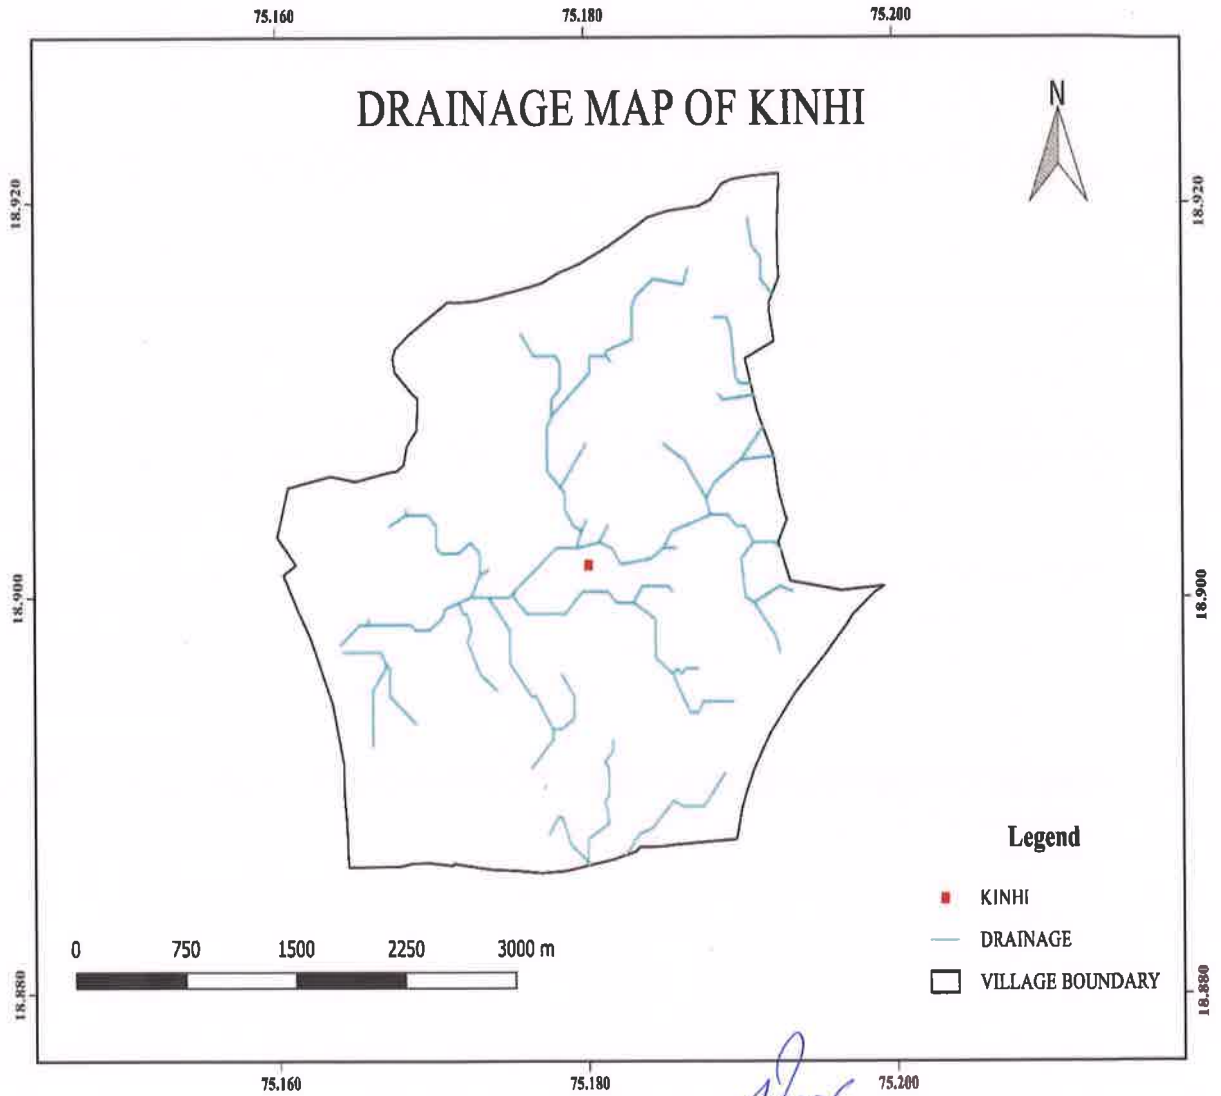 75.160 75.180 75.200
DRAINAGE MAP OF KINHI
N
18.920 18.920
18.900 18.900
Legend
KINHI
DRAINAGE
VILLAGE BOUNDARY
0 750 1500 2250 3000 m
18.880 18.880
75.160 75.180 75.200